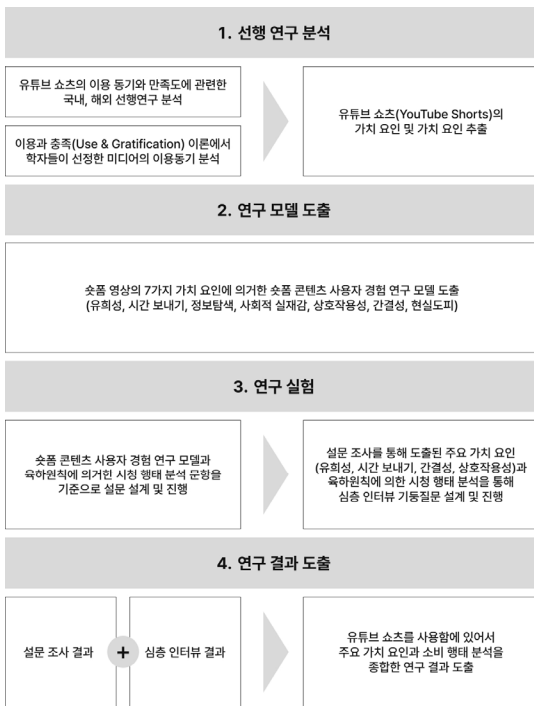 1. 선행 연구 분석
유튜브 쇼츠의 이용 동기와 만족도에 관련한
국내, 해외 선행연구 분석
이용과 충족(Use & Gratification) 이론에서
학자들이 선정한 미디어의 이용동기 분석
유튜브 쇼츠(YouTube Shorts)의
가치 요인 및 가치 요인 추출
2. 연구 모델 도출
숏폼 영상의 7가지 가치 요인에 의거한 숏폼 콘텐츠 사용자 경험 연구 모델 도출
(유희성, 시간 보내기, 정보탐색, 사회적 실재감, 상호작용성, 간결성, 현실도피)
3. 연구 실험
숏폼 콘텐츠 사용자 경험 연구 모델과
육하원칙에 의거한 시청 행태 분석 문항을
기준으로 설문 설계 및 진행
설문 조사를 통해 도출된 주요 가치 요인
(유희성, 시간 보내기, 간결성, 상호작용성)과
육하원칙에 의한 시청 행태 분석을 통해
심층 인터뷰 기둥질문 설계 및 진행
4. 연구 결과 도출
설문 조사 결과
+
심층 인터뷰 결과
유튜브 쇼츠를 사용함에 있어서
주요 가치 요인과 소비 행태 분석을
종합한 연구 결과 도출